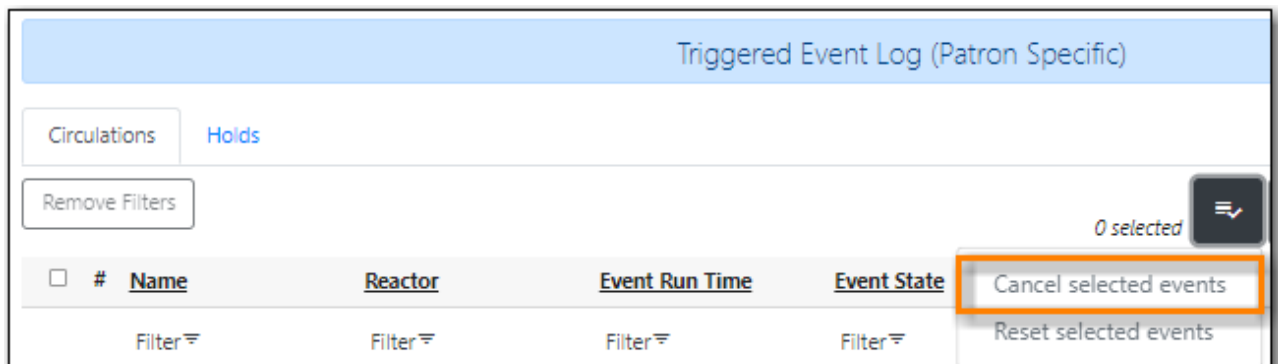 Triggered Event Log (Patron Specific)
Circulations Holds
Remove Filters
0 selected
# Name Reactor Event Run Time Event State
Cancel selected events
Filter Filter Filter Filter
Reset selected events